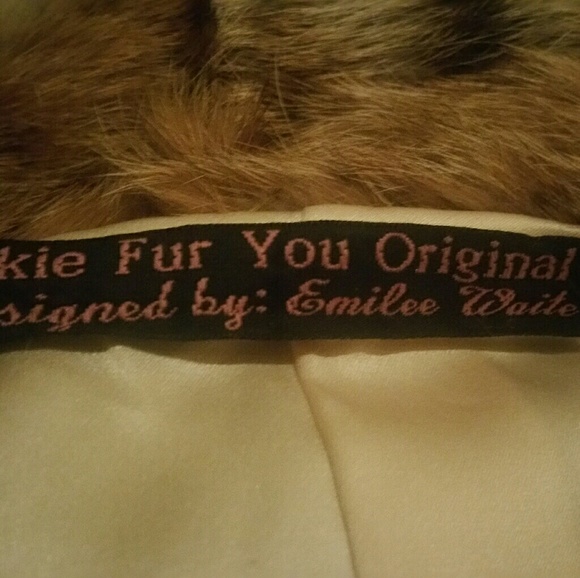 kie Fur You Original
signed by: Emilee Waite